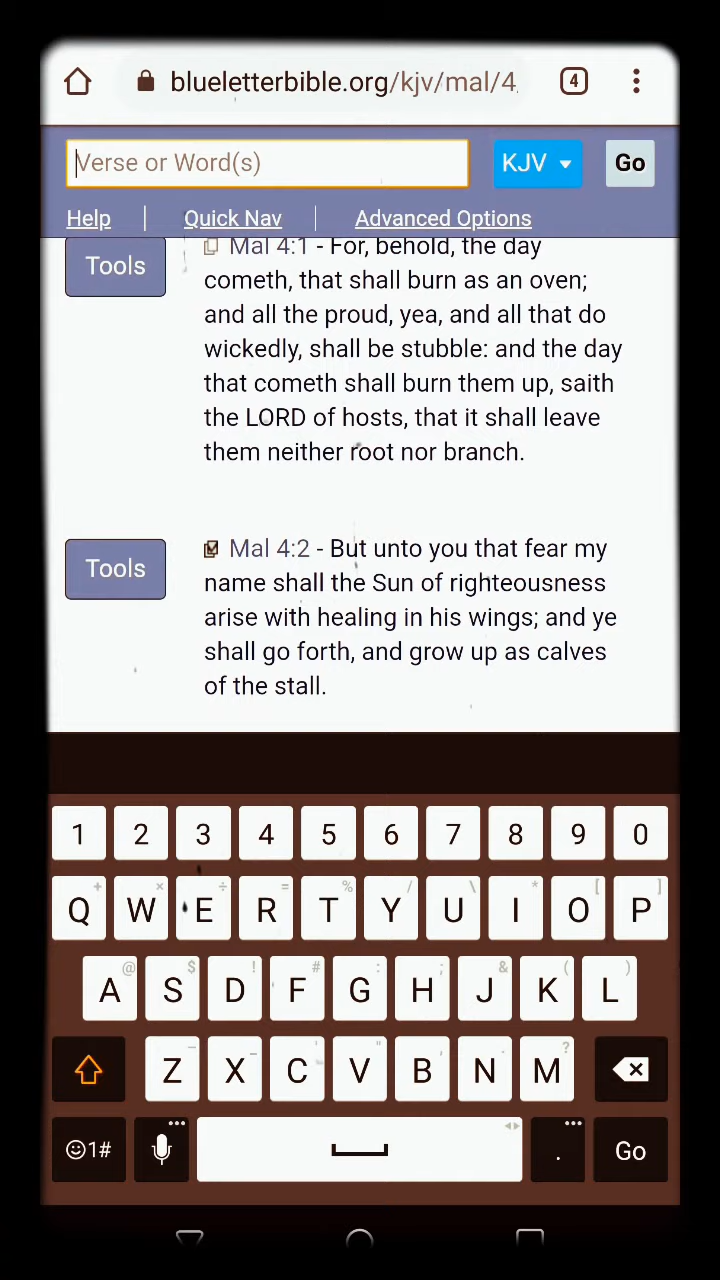 blueletterbible.org/kjv/mal/4
4
Verse or Word(s)
KJV
Go
Help | Quick Nav | Advanced Options
Tools
Mal 4:1 - For, behold, the day
cometh, that shall burn as an oven;
and all the proud, yea, and all that do
wickedly, shall be stubble: and the day
that cometh shall burn them up, saith
the LORD of hosts, that it shall leave
them neither root nor branch.
Tools
Mal 4:2 - But unto you that fear my
name shall the Sun of righteousness
arise with healing in his wings; and ye
shall go forth, and grow up as calves
of the stall.
1 2 3 4 5 6 7 8 9 0
+ × ÷ = % / \ * [ ]
Q W E R T Y U I O P
@ $ ! # : ; & ( )
A S D F G H J K L
Z X C V B N M
1# . Go